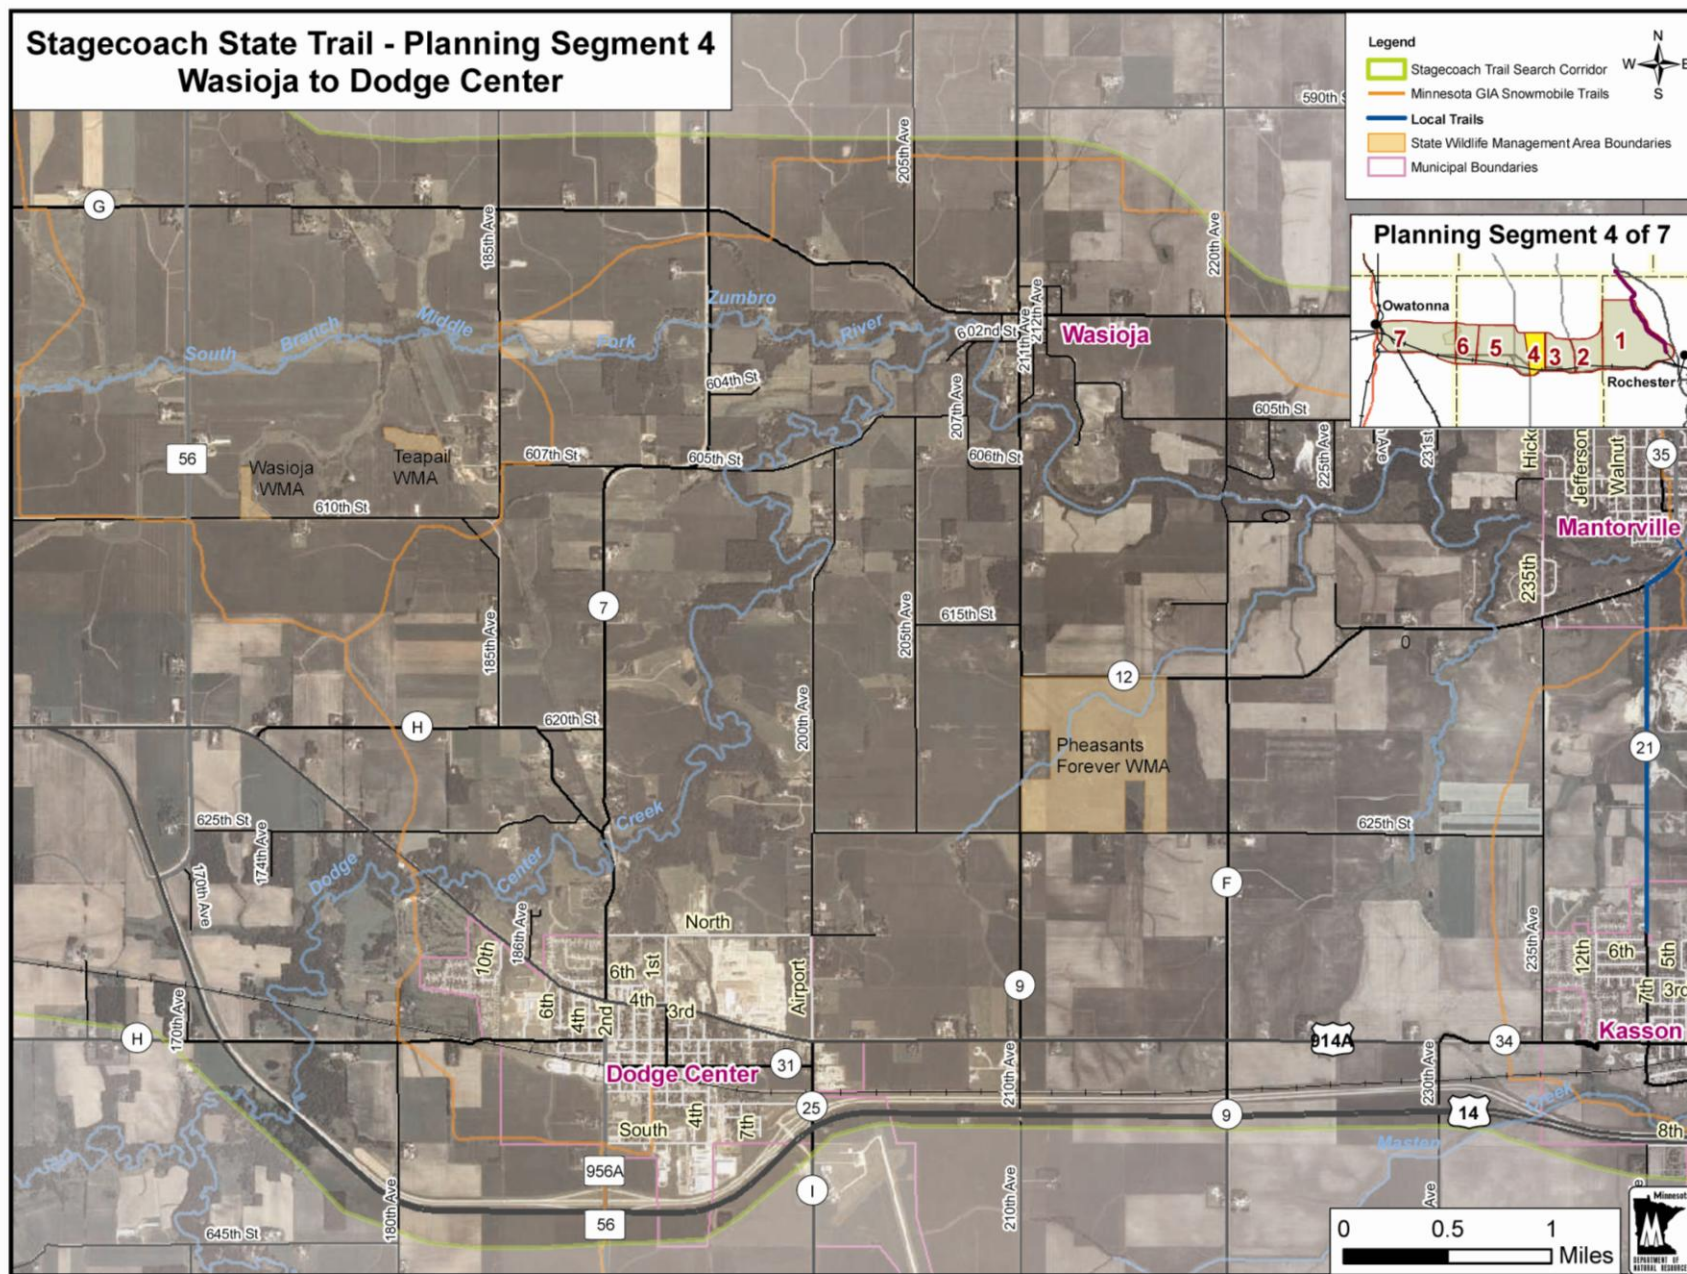 Stagecoach State Trail - Planning Segment 4
Wasioja to Dodge Center
Legend
Stagecoach Trail Search Corridor
Minnesota GIA Snowmobile Trails
Local Trails
State Wildlife Management Area Boundaries
Municipal Boundaries
N
W
E
S
Planning Segment 4 of 7
Owatonna
7
6
5
4
3
2
1
Rochester
205th Ave
G
185th Ave
220th Ave
Zumbro
Middle
South
Branch
Fork
River
602nd St
211th Ave
212th Ave
Wasioja
604th St
207th Ave
605th St
56
Wasioja
WMA
Teapail
WMA
607th St
605th St
606th St
225th Ave
231st
Jefferson
Walnut
35
610th St
Mantorville
235th
7
185th Ave
205th Ave
615th St
0
12
H
620th St
200th Ave
Pheasants
Forever WMA
21
625th St
174th Ave
170th Ave
Dodge
Center
Creek
625th St
F
186th Ave
North
10th
6th
1st
6th
4th
4th
2nd
3rd
Airport
9
235th Ave
12th
6th
5th
7th
3rd
170th Ave
H
31
Dodge Center
914A
34
Kasson
25
210th Ave
9
230th Ave
14
Creek
Masten
South
4th
7th
8th
956A
I
180th Ave
56
210th Ave
Ave
645th St
0
0.5
1
Miles
DEPARTMENT OF